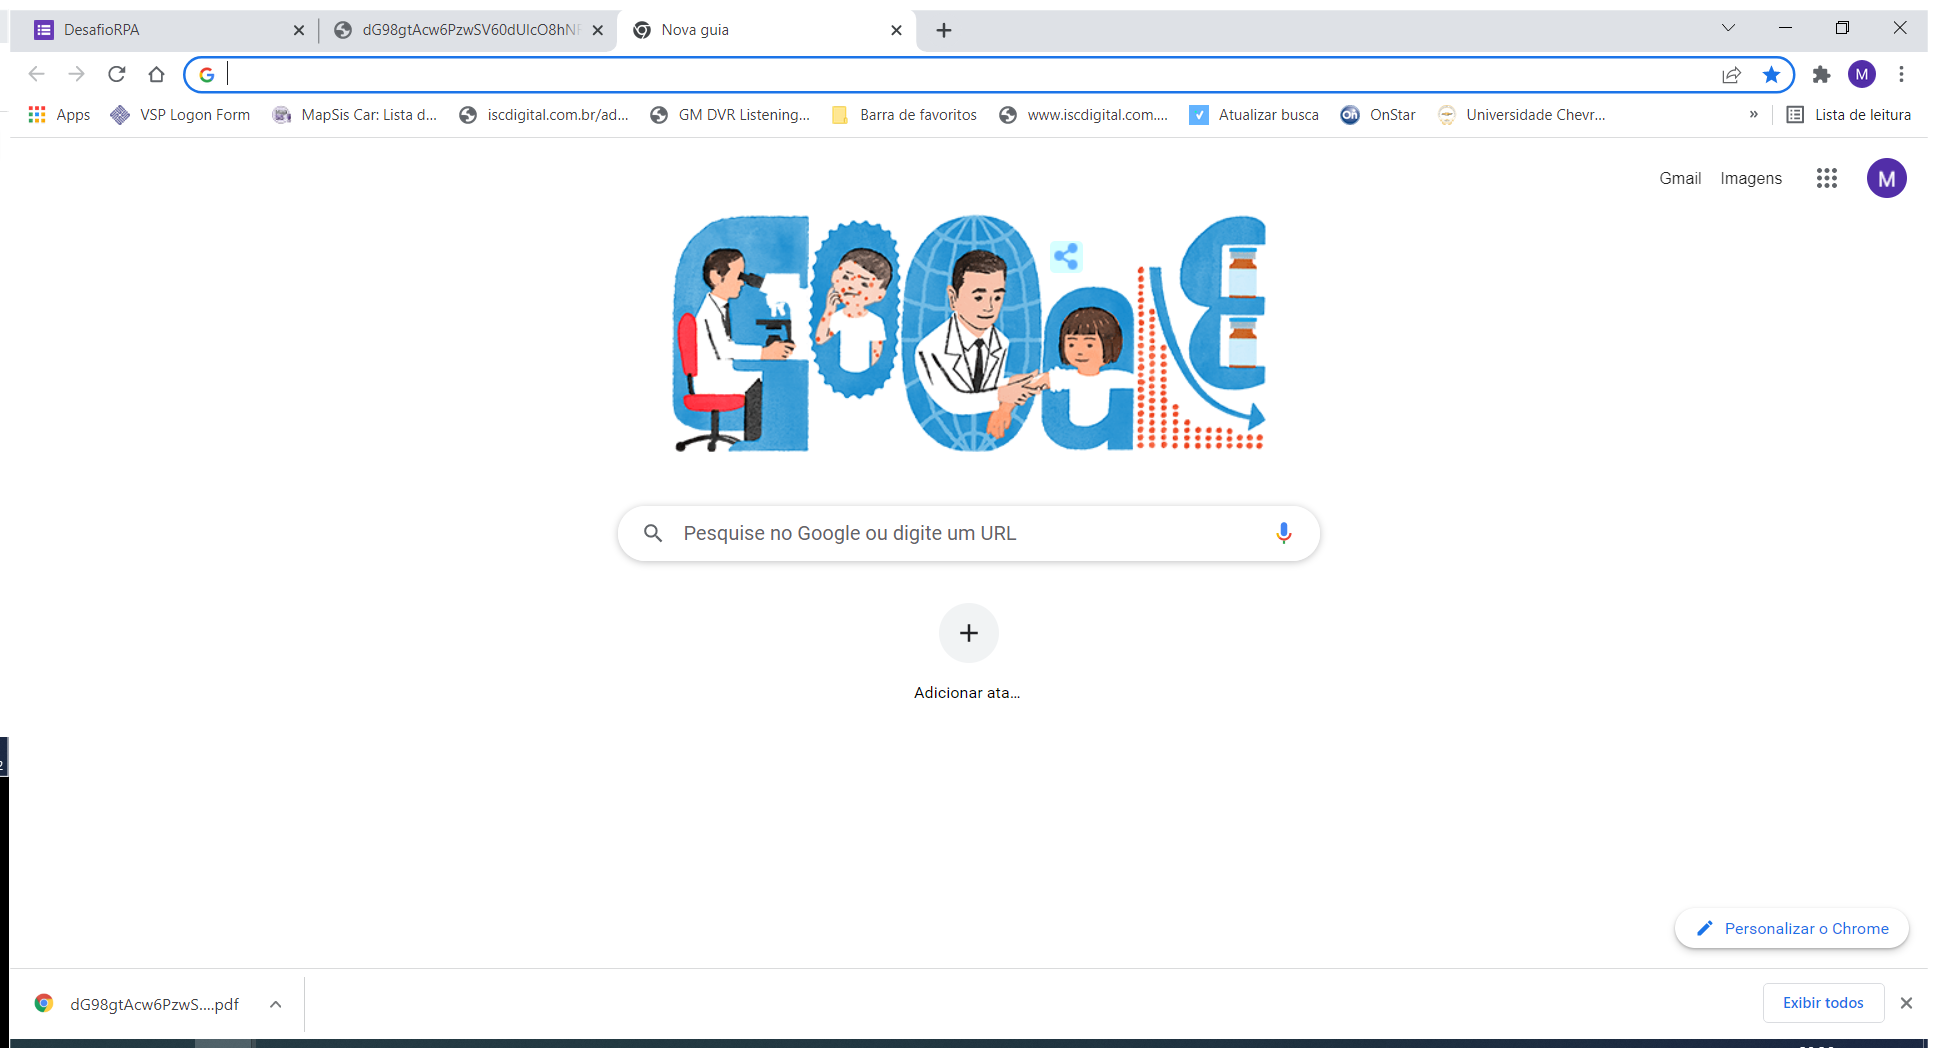 DesafioRPA
dG98gtAcw6PzwSV60dUIcO8hNF
Nova guia
M
Apps
VSP Logon Form
MapSis Car: Lista d...
iscdigital.com.br/ad...
GM DVR Listening...
Barra de favoritos
www.iscdigital.com....
Atualizar busca
OnStar
Universidade Chevr...
»
Lista de leitura
Gmail
Imagens
M
Google
Pesquise no Google ou digite um URL
Adicionar ata...
Personalizar o Chrome
dG98gtAcw6PzwS....pdf
Exibir todos